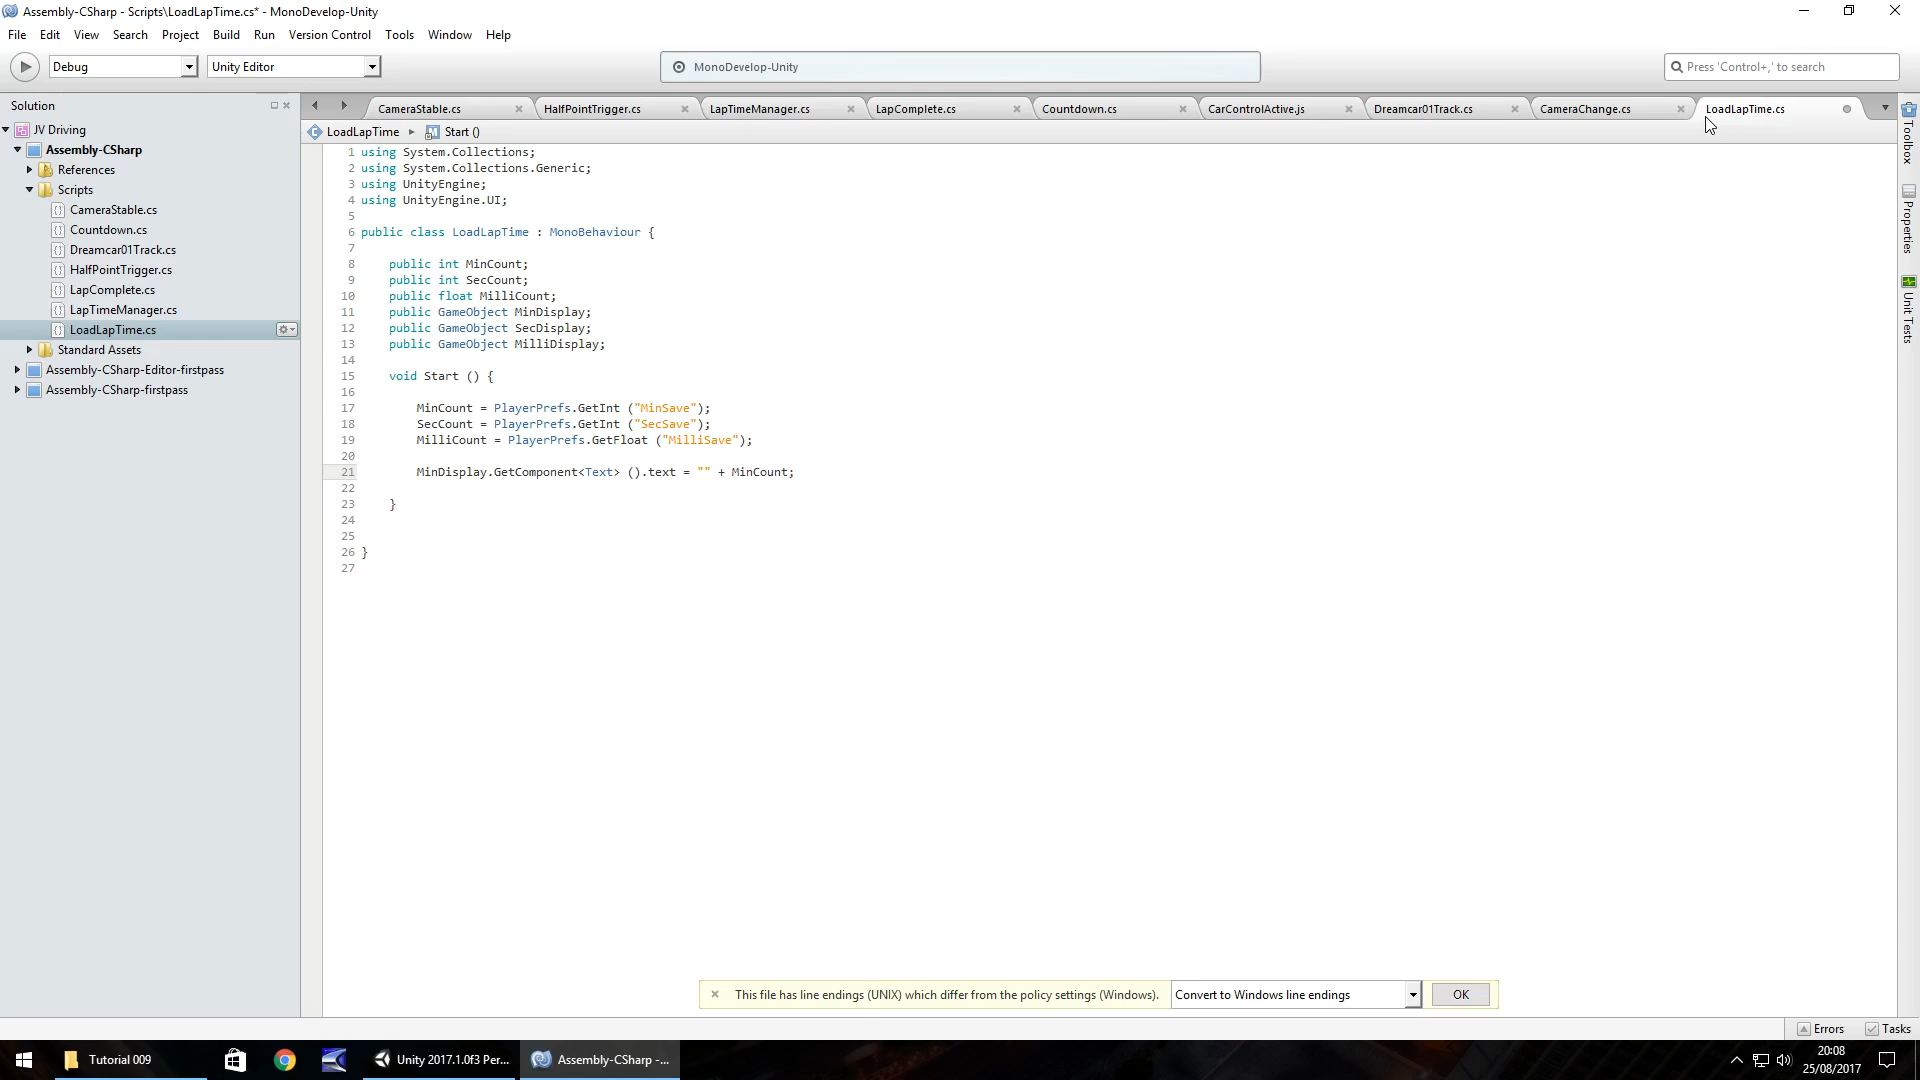 Assembly-CSharp - Scripts\LoadLapTime.cs* - MonoDevelop-Unity
File Edit View Search Project Build Run Version Control Tools Window Help
Debug Unity Editor MonoDevelop-Unity Press 'Control+,' to search
Solution
JV Driving
Assembly-CSharp
References
Scripts
CameraStable.cs
Countdown.cs
Dreamcar01Track.cs
HalfPointTrigger.cs
LapComplete.cs
LapTimeManager.cs
LoadLapTime.cs
Standard Assets
Assembly-CSharp-Editor-firstpass
Assembly-CSharp-firstpass
CameraStable.cs HalfPointTrigger.cs LapTimeManager.cs LapComplete.cs Countdown.cs CarControlActive.js Dreamcar01Track.cs CameraChange.cs LoadLapTime.cs
LoadLapTime Start ()
1 using System.Collections;
2 using System.Collections.Generic;
3 using UnityEngine;
4 using UnityEngine.UI;
5
6 public class LoadLapTime : MonoBehaviour {
7
8 public int MinCount;
9 public int SecCount;
10 public float MilliCount;
11 public GameObject MinDisplay;
12 public GameObject SecDisplay;
13 public GameObject MilliDisplay;
14
15 void Start () {
16
17 MinCount = PlayerPrefs.GetInt ("MinSave");
18 SecCount = PlayerPrefs.GetInt ("SecSave");
19 MilliCount = PlayerPrefs.GetFloat ("MilliSave");
20
21 MinDisplay.GetComponent<Text> ().text = "" + MinCount;
22
23 }
24
25
26 }
27
Toolbox
Properties
Unit Tests
This file has line endings (UNIX) which differ from the policy settings (Windows). Convert to Windows line endings OK
Errors Tasks
Tutorial 009 Unity 2017.1.0f3 Per... Assembly-CSharp -...
20:08
25/08/2017